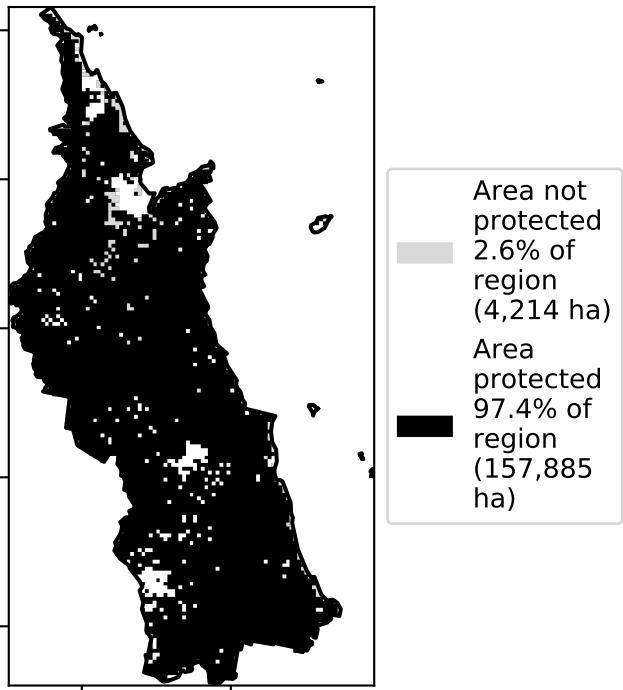 Area not
protected
2.6% of
region
(4,214 ha)
Area
protected
97.4% of
region
(157,885
ha)